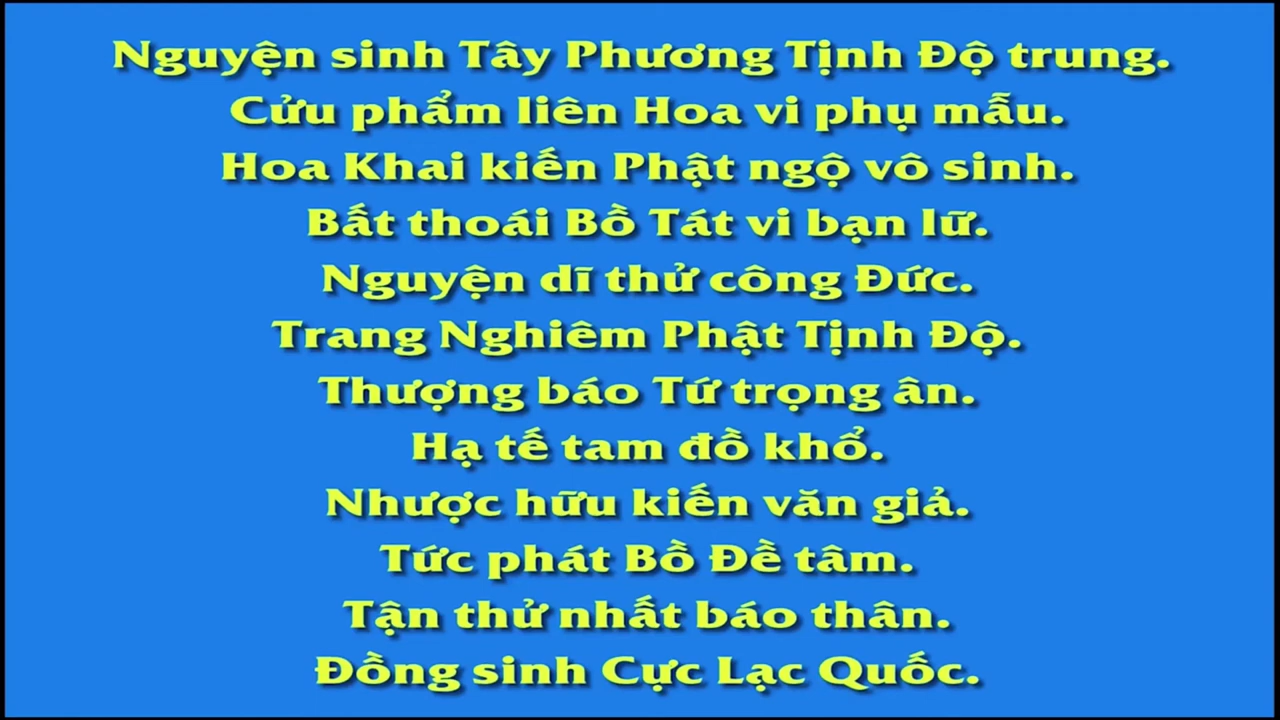 Nguyện sinh Tây Phương Tịnh Độ trung.
Cửu phẩm liên Hoa vi phụ mẫu.
Hoa Khai kiến Phật ngộ vô sinh.
Bất thoái Bồ Tát vi bạn lữ.
Nguyện dĩ thử công Đức.
Trang Nghiêm Phật Tịnh Độ.
Thượng báo Tứ trọng ân.
Hạ tế tam đồ khổ.
Nhược hữu kiến văn giả.
Tức phát Bồ Đề tâm.
Tận thử nhất báo thân.
Đồng sinh Cực Lạc Quốc.